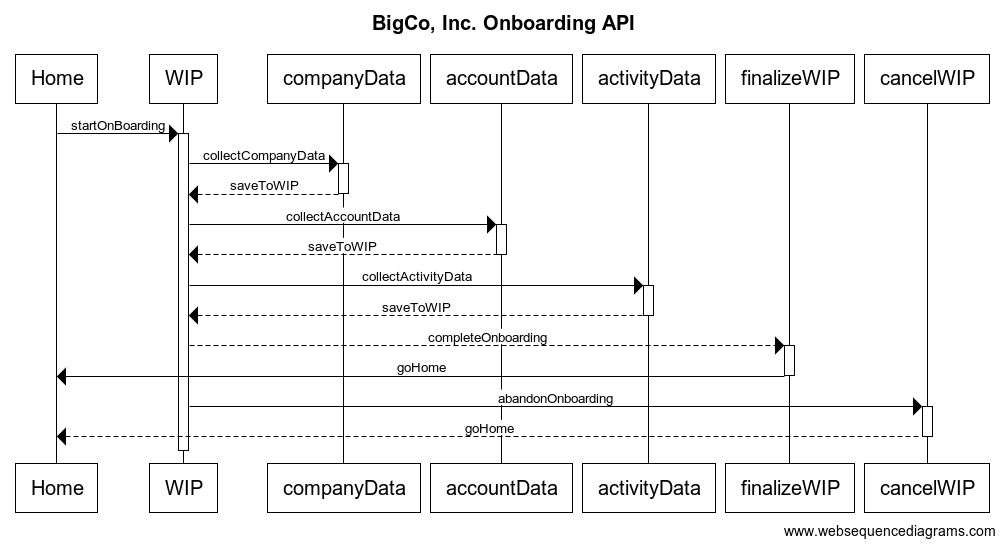 BigCo, Inc. Onboarding API
Home WIP companyData accountData activityData finalizeWIP cancelWIP
startOnBoarding
collectCompanyData
saveToWIP
collectAccountData
saveToWIP
collectActivityData
saveToWIP
completeOnboarding
goHome
abandonOnboarding
goHome
Home WIP companyData accountData activityData finalizeWIP cancelWIP
www.websequencediagrams.com